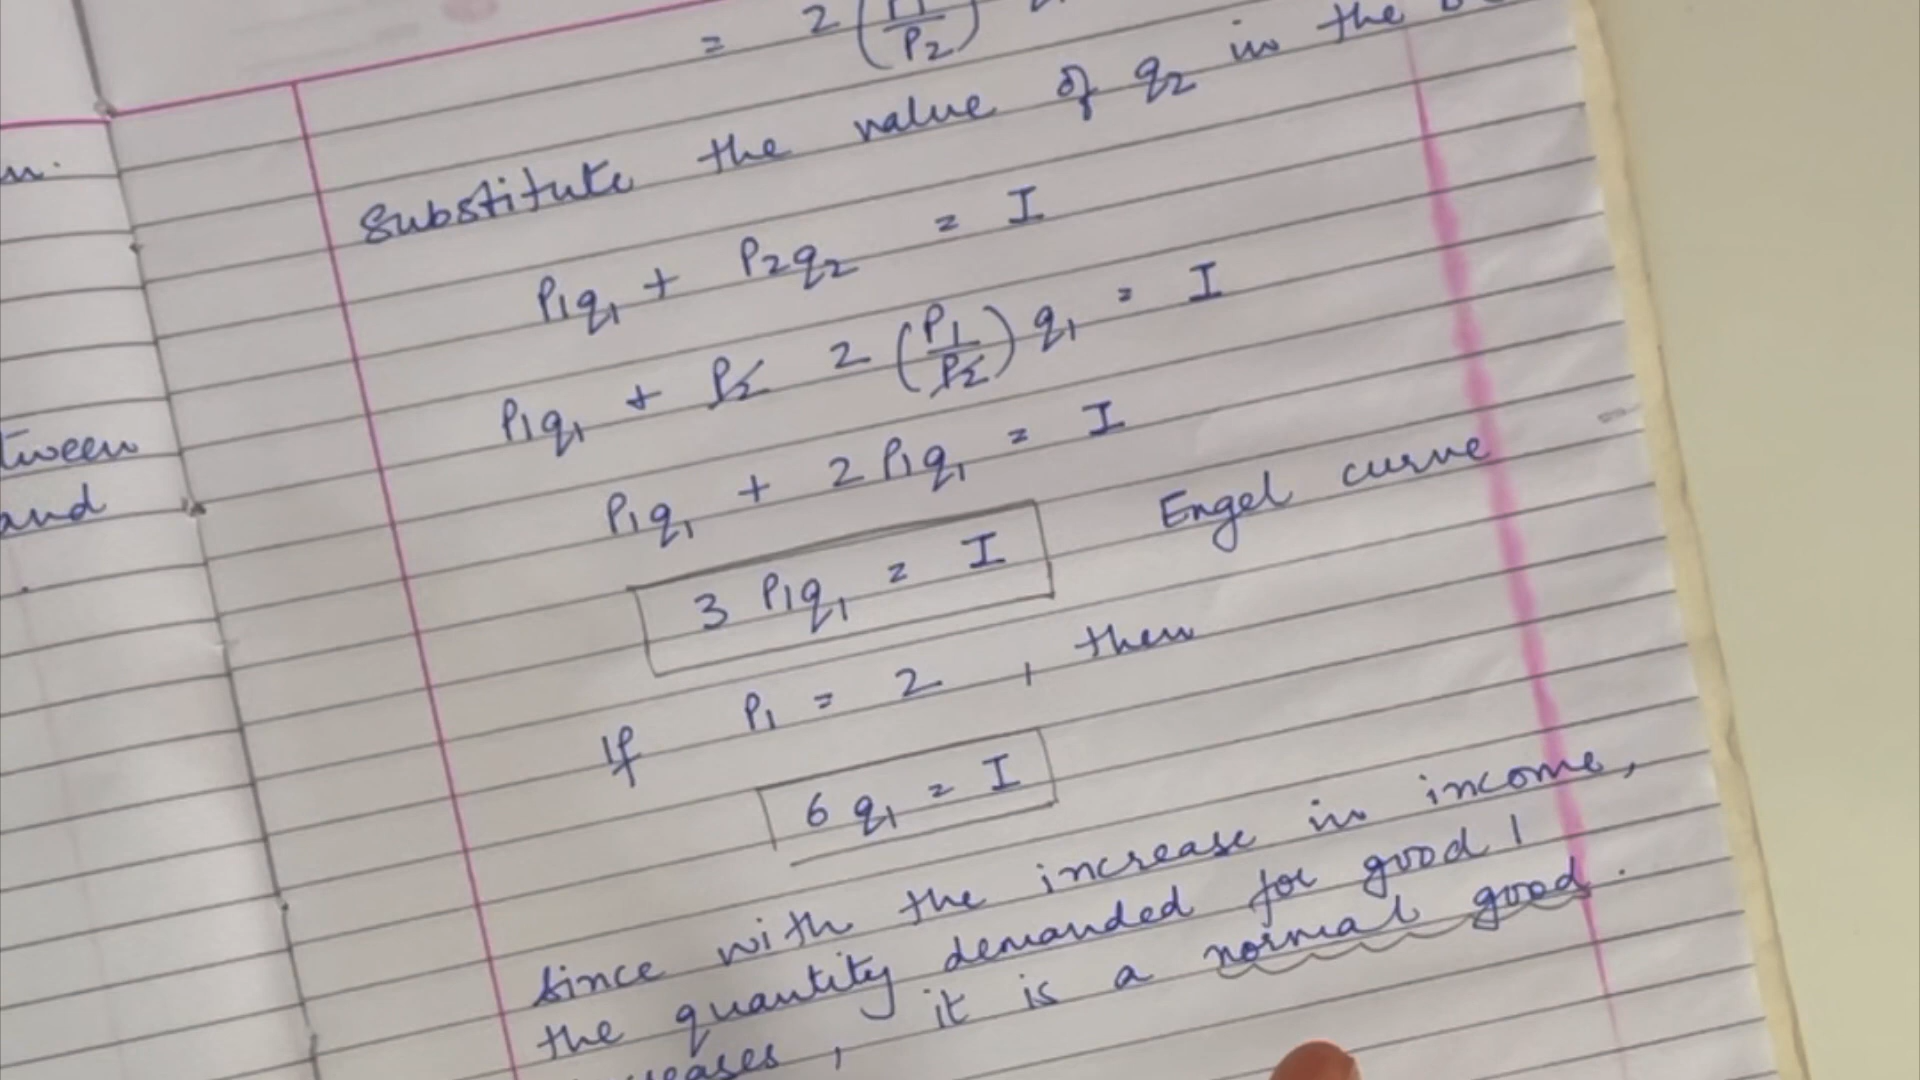 = 2 (P1/P2)
Substitute the value of q2 in the
P1q1 + P2q2 = I
P1q1 + P2 2 (P1/P2) q1 = I
P1q1 + 2P1q1 = I
3 P1q1 = I Engel curve
If P1 = 2 , then
6 q1 = I
Since with the increase in income,
the quantity demanded for good 1
, it is a normal good.
tween
and